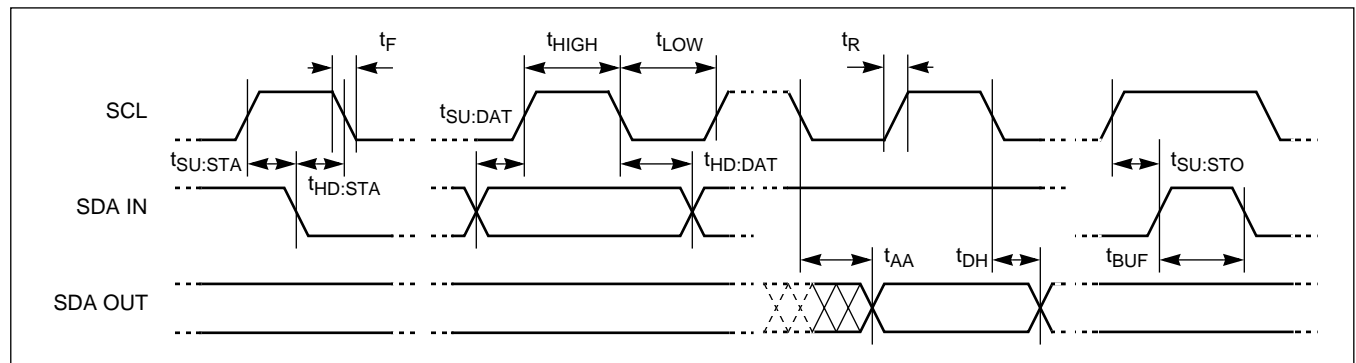 tF
tHIGH
tLOW
tR
SCL
tSU:DAT
tSU:STA
tHD:STA
tHD:DAT
tSU:STO
SDA IN
tAA
tDH
tBUF
SDA OUT